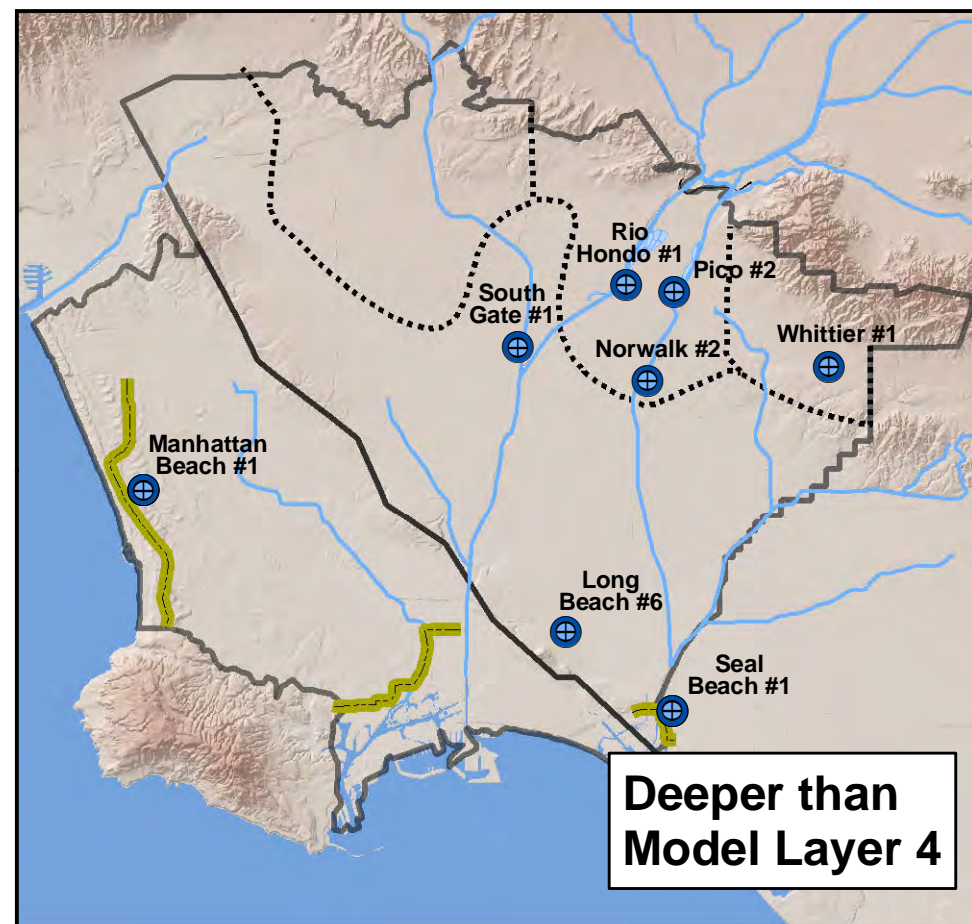 Rio
Hondo #1
Pico #2
South
Gate #1
Whittier #1
Norwalk #2
Manhattan
Beach #1
Long
Beach #6
Seal
Beach #1
Deeper than
Model Layer 4